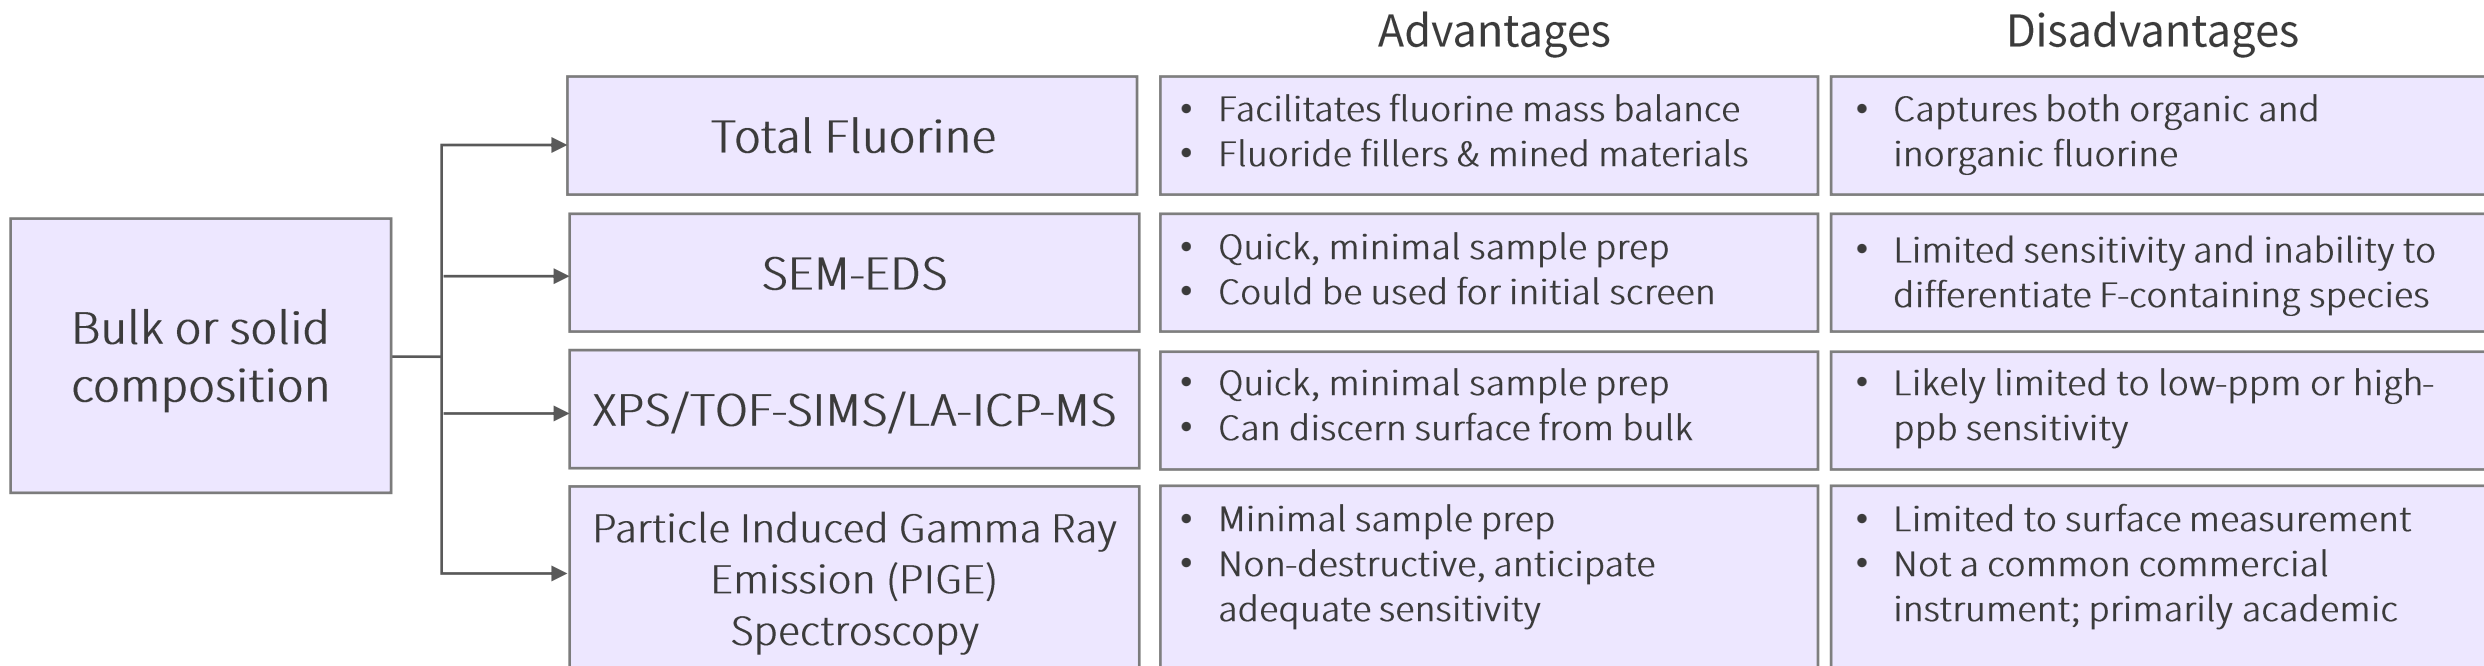 Advantages
Disadvantages
Bulk or solid
composition
Total Fluorine
• Facilitates fluorine mass balance
• Fluoride fillers & mined materials
• Captures both organic and
inorganic fluorine
SEM-EDS
• Quick, minimal sample prep
• Could be used for initial screen
• Limited sensitivity and inability to
differentiate F-containing species
XPS/TOF-SIMS/LA-ICP-MS
• Quick, minimal sample prep
• Can discern surface from bulk
• Likely limited to low-ppm or high-
ppb sensitivity
Particle Induced Gamma Ray
Emission (PIGE)
Spectroscopy
• Minimal sample prep
• Non-destructive, anticipate
adequate sensitivity
• Limited to surface measurement
• Not a common commercial
instrument; primarily academic